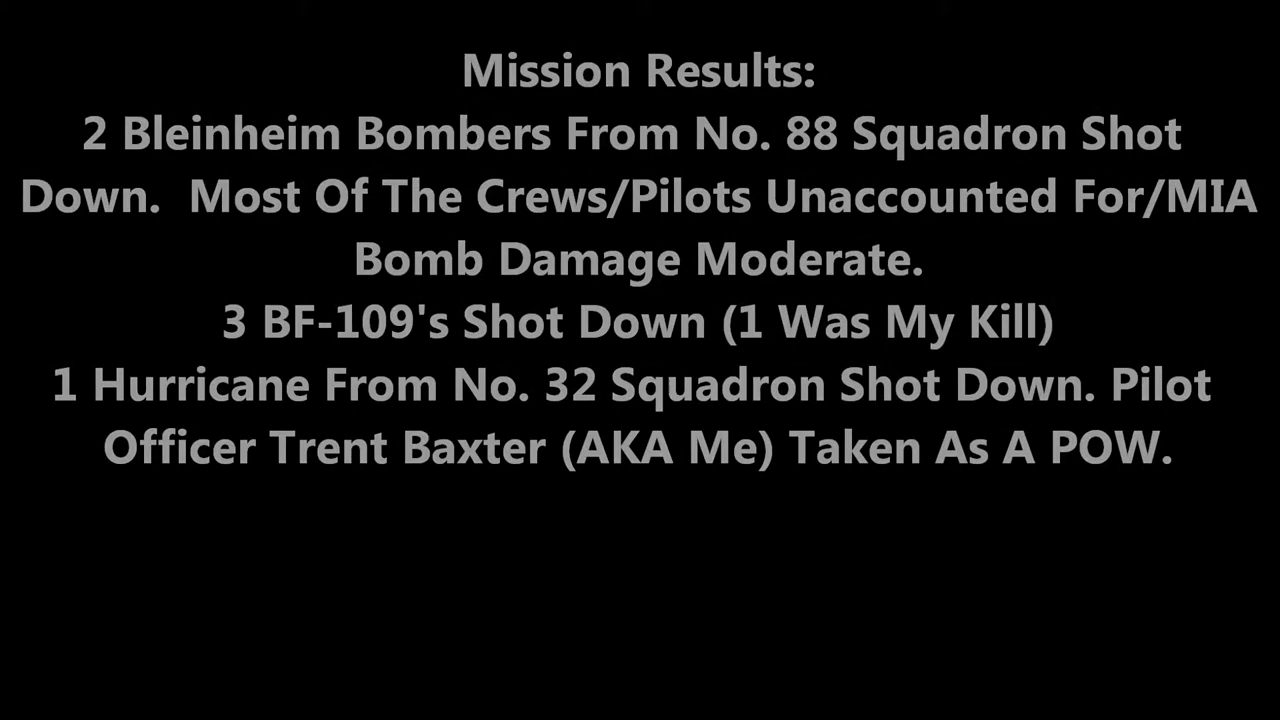 Mission Results:
2 Bleinheim Bombers From No. 88 Squadron Shot
Down.  Most Of The Crews/Pilots Unaccounted For/MIA
Bomb Damage Moderate.
3 BF-109's Shot Down (1 Was My Kill)
1 Hurricane From No. 32 Squadron Shot Down. Pilot
Officer Trent Baxter (AKA Me) Taken As A POW.